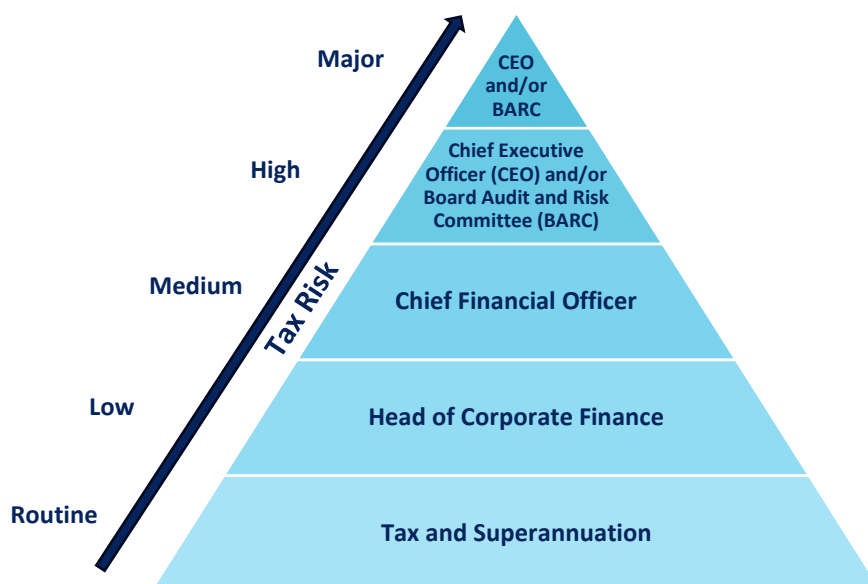 Major
CEO
and/or
BARC
High
Chief Executive
Officer (CEO) and/or
Board Audit and Risk
Committee (BARC)
Medium
Tax Risk
Chief Financial Officer
Low
Head of Corporate Finance
Routine
Tax and Superannuation